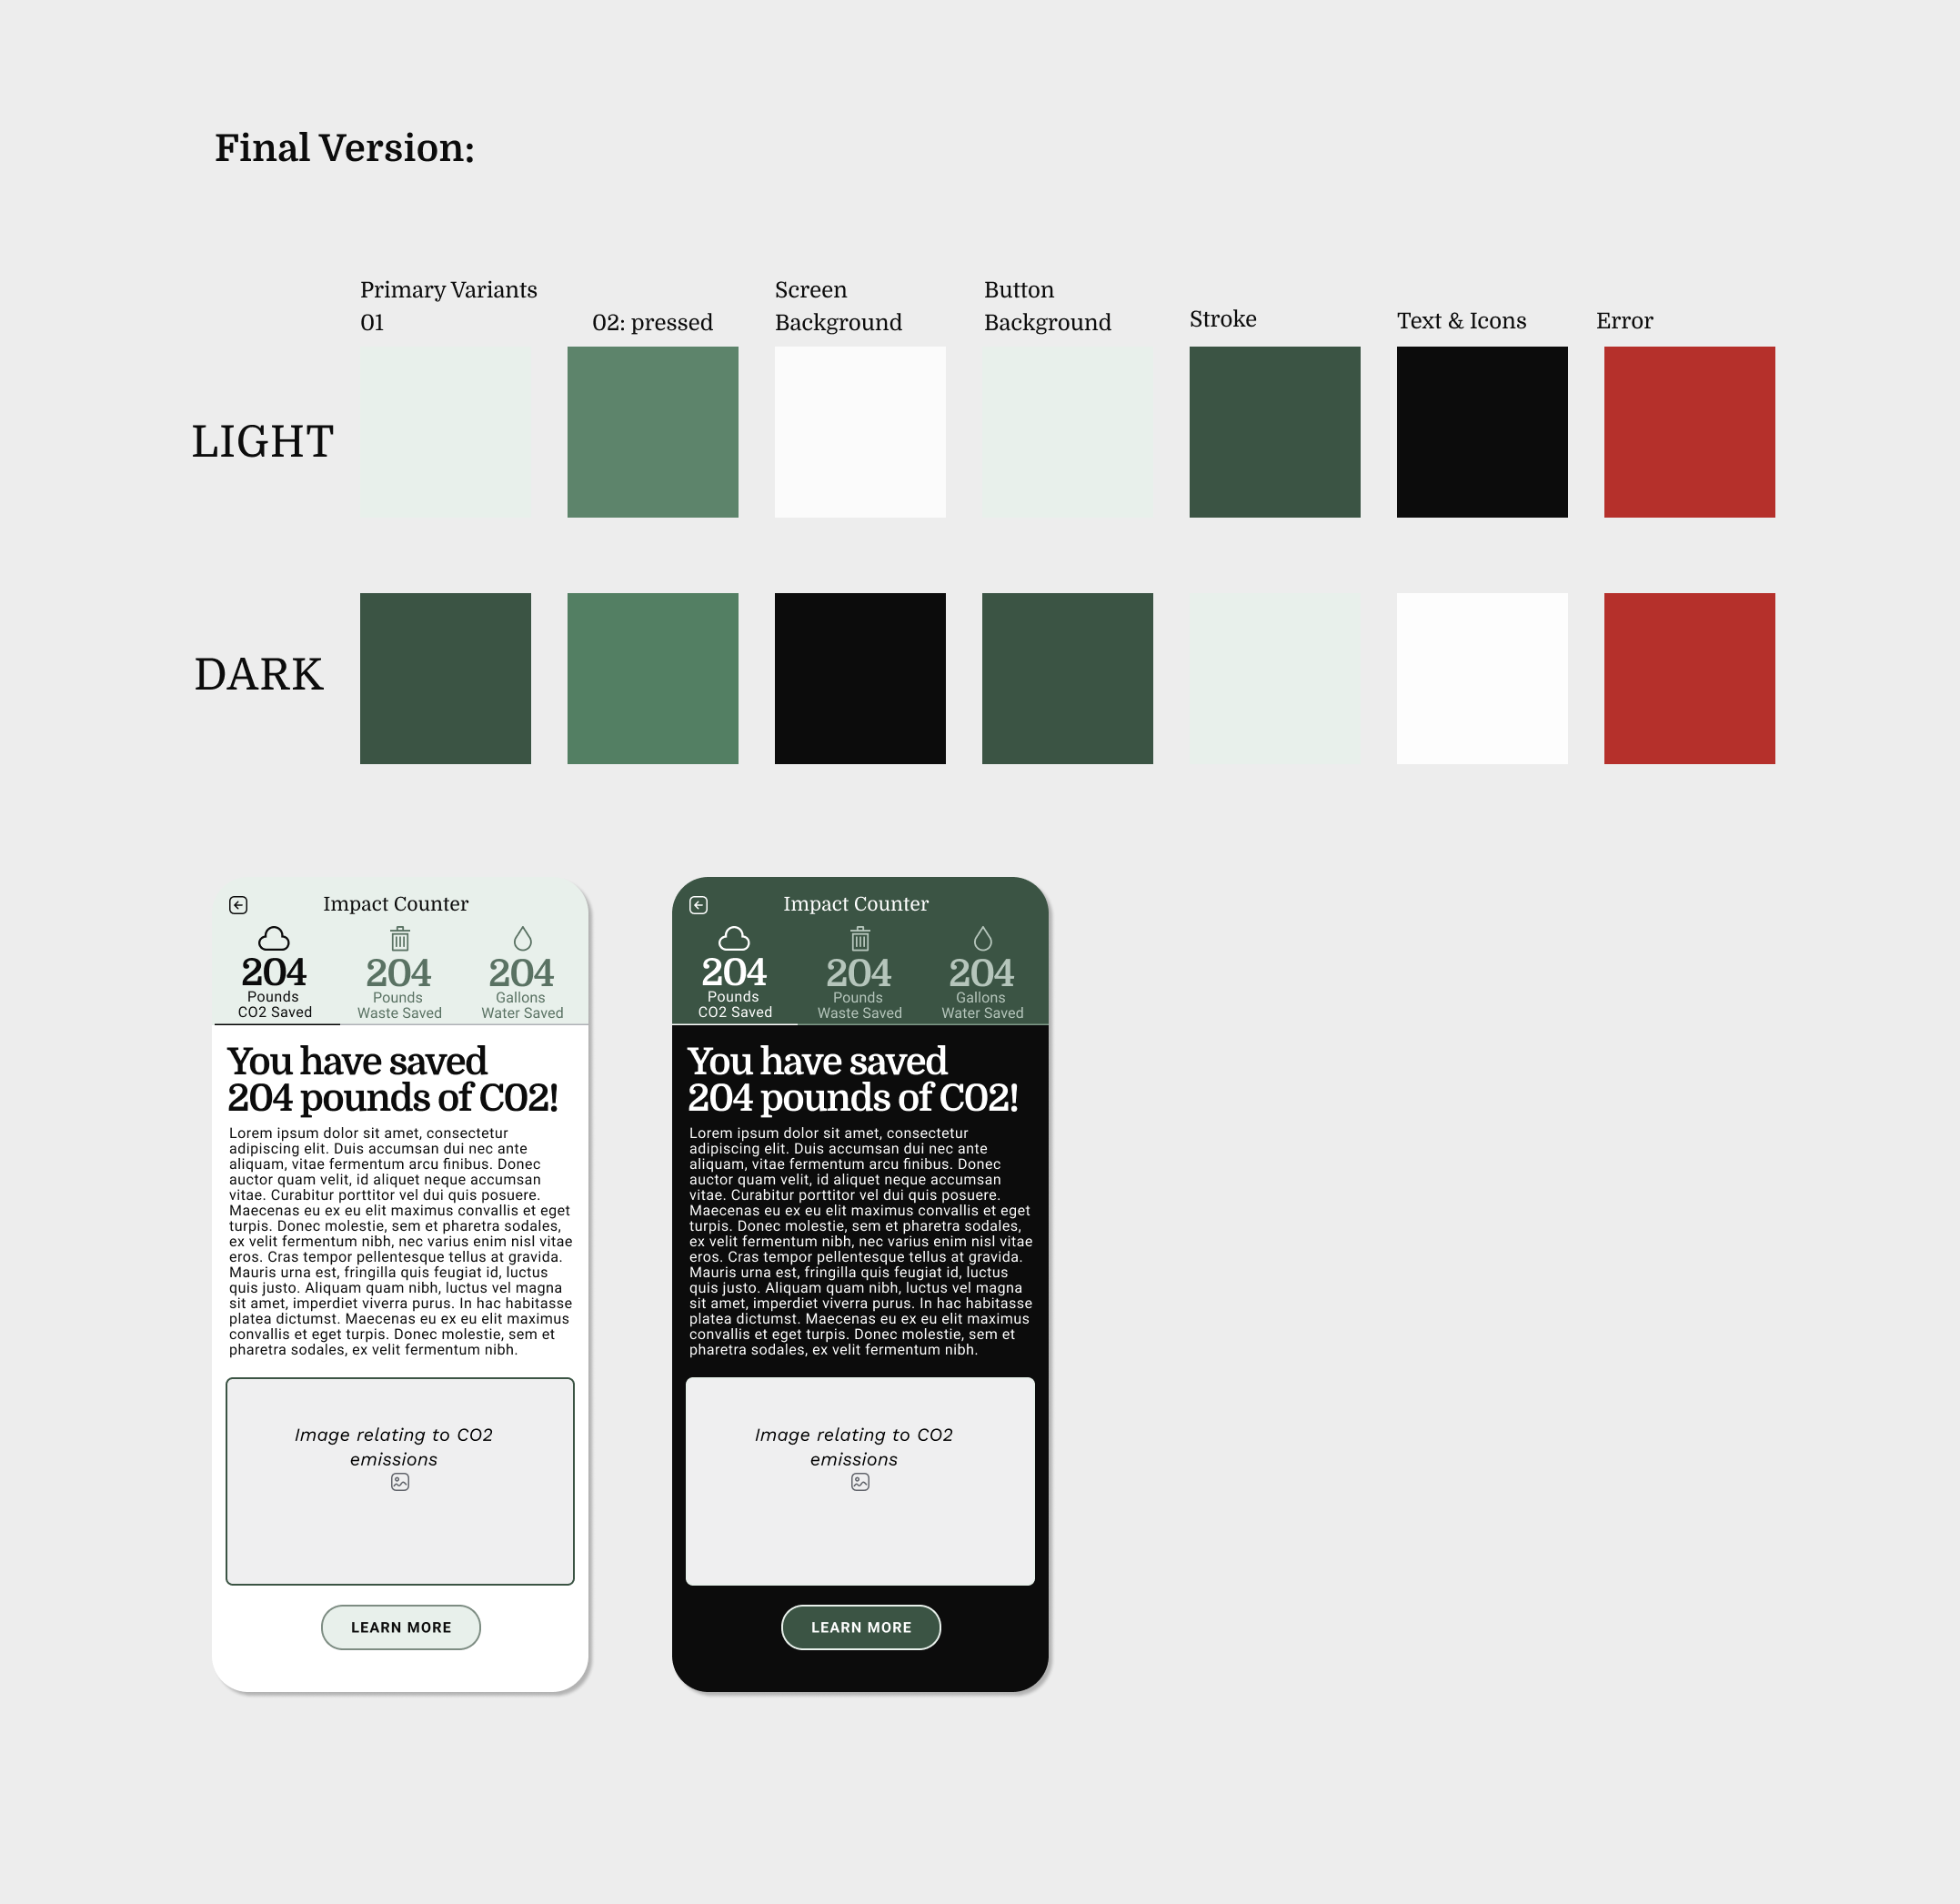 Final Version:
Primary Variants
01
02: pressed
Screen
Background
Button
Background
Stroke
Text & Icons
Error
LIGHT
DARK
Impact Counter
204
Pounds
CO2 Saved
204
Pounds
Waste Saved
204
Gallons
Water Saved
You have saved
204 pounds of CO2!
Lorem ipsum dolor sit amet, consectetur
adipiscing elit. Duis accumsan dui nec ante
aliquam, vitae fermentum arcu finibus. Donec
auctor quam velit, id aliquet neque accumsan
vitae. Curabitur porttitor vel dui quis posuere.
Maecenas eu ex eu elit maximus convallis et eget
turpis. Donec molestie, sem et pharetra sodales,
ex velit fermentum nibh, nec varius enim nisl vitae
eros. Cras tempor pellentesque tellus at gravida.
Mauris urna est, fringilla quis feugiat id, luctus
quis justo. Aliquam quam nibh, luctus vel magna
sit amet, imperdiet viverra purus. In hac habitasse
platea dictumst. Maecenas eu ex eu elit maximus
convallis et eget turpis. Donec molestie, sem et
pharetra sodales, ex velit fermentum nibh.
Image relating to CO2
emissions
LEARN MORE
Impact Counter
204
Pounds
CO2 Saved
204
Pounds
Waste Saved
204
Gallons
Water Saved
You have saved
204 pounds of CO2!
Lorem ipsum dolor sit amet, consectetur
adipiscing elit. Duis accumsan dui nec ante
aliquam, vitae fermentum arcu finibus. Donec
auctor quam velit, id aliquet neque accumsan
vitae. Curabitur porttitor vel dui quis posuere.
Maecenas eu ex eu elit maximus convallis et eget
turpis. Donec molestie, sem et pharetra sodales,
ex velit fermentum nibh, nec varius enim nisl vitae
eros. Cras tempor pellentesque tellus at gravida.
Mauris urna est, fringilla quis feugiat id, luctus
quis justo. Aliquam quam nibh, luctus vel magna
sit amet, imperdiet viverra purus. In hac habitasse
platea dictumst. Maecenas eu ex eu elit maximus
convallis et eget turpis. Donec molestie, sem et
pharetra sodales, ex velit fermentum nibh.
Image relating to CO2
emissions
LEARN MORE